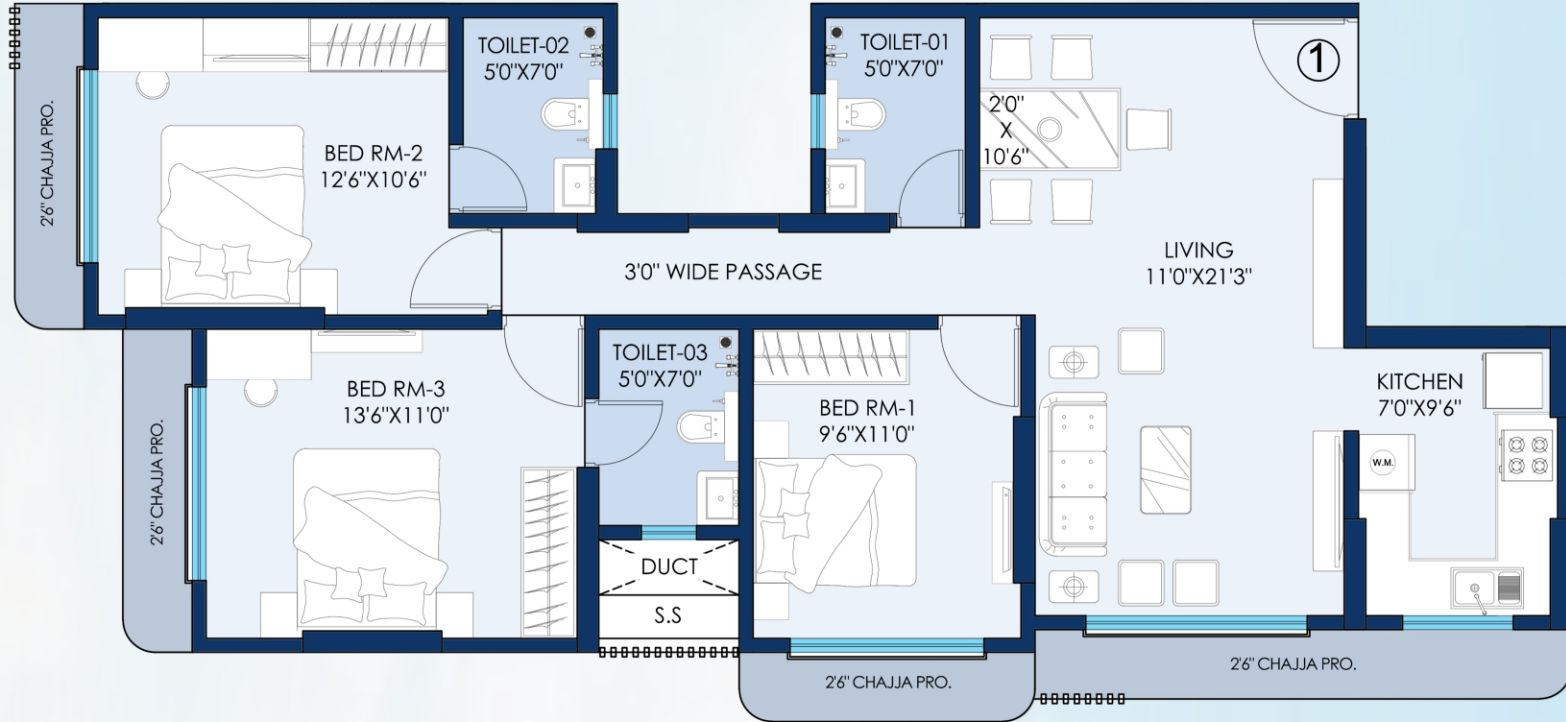 TOILET-02
5'0"X7'0"
TOILET-01
5'0"X7'0"
1
2'0"
X
10'6"
2'6" CHAJJA PRO.
BED RM-2
12'6"X10'6"
3'0" WIDE PASSAGE
LIVING
11'0"X21'3"
2'6" CHAJJA PRO.
BED RM-3
13'6"X11'0"
TOILET-03
5'0"X7'0"
BED RM-1
9'6"X11'0"
KITCHEN
7'0"X9'6"
W.M.
DUCT
S.S
2'6" CHAJJA PRO.
2'6" CHAJJA PRO.